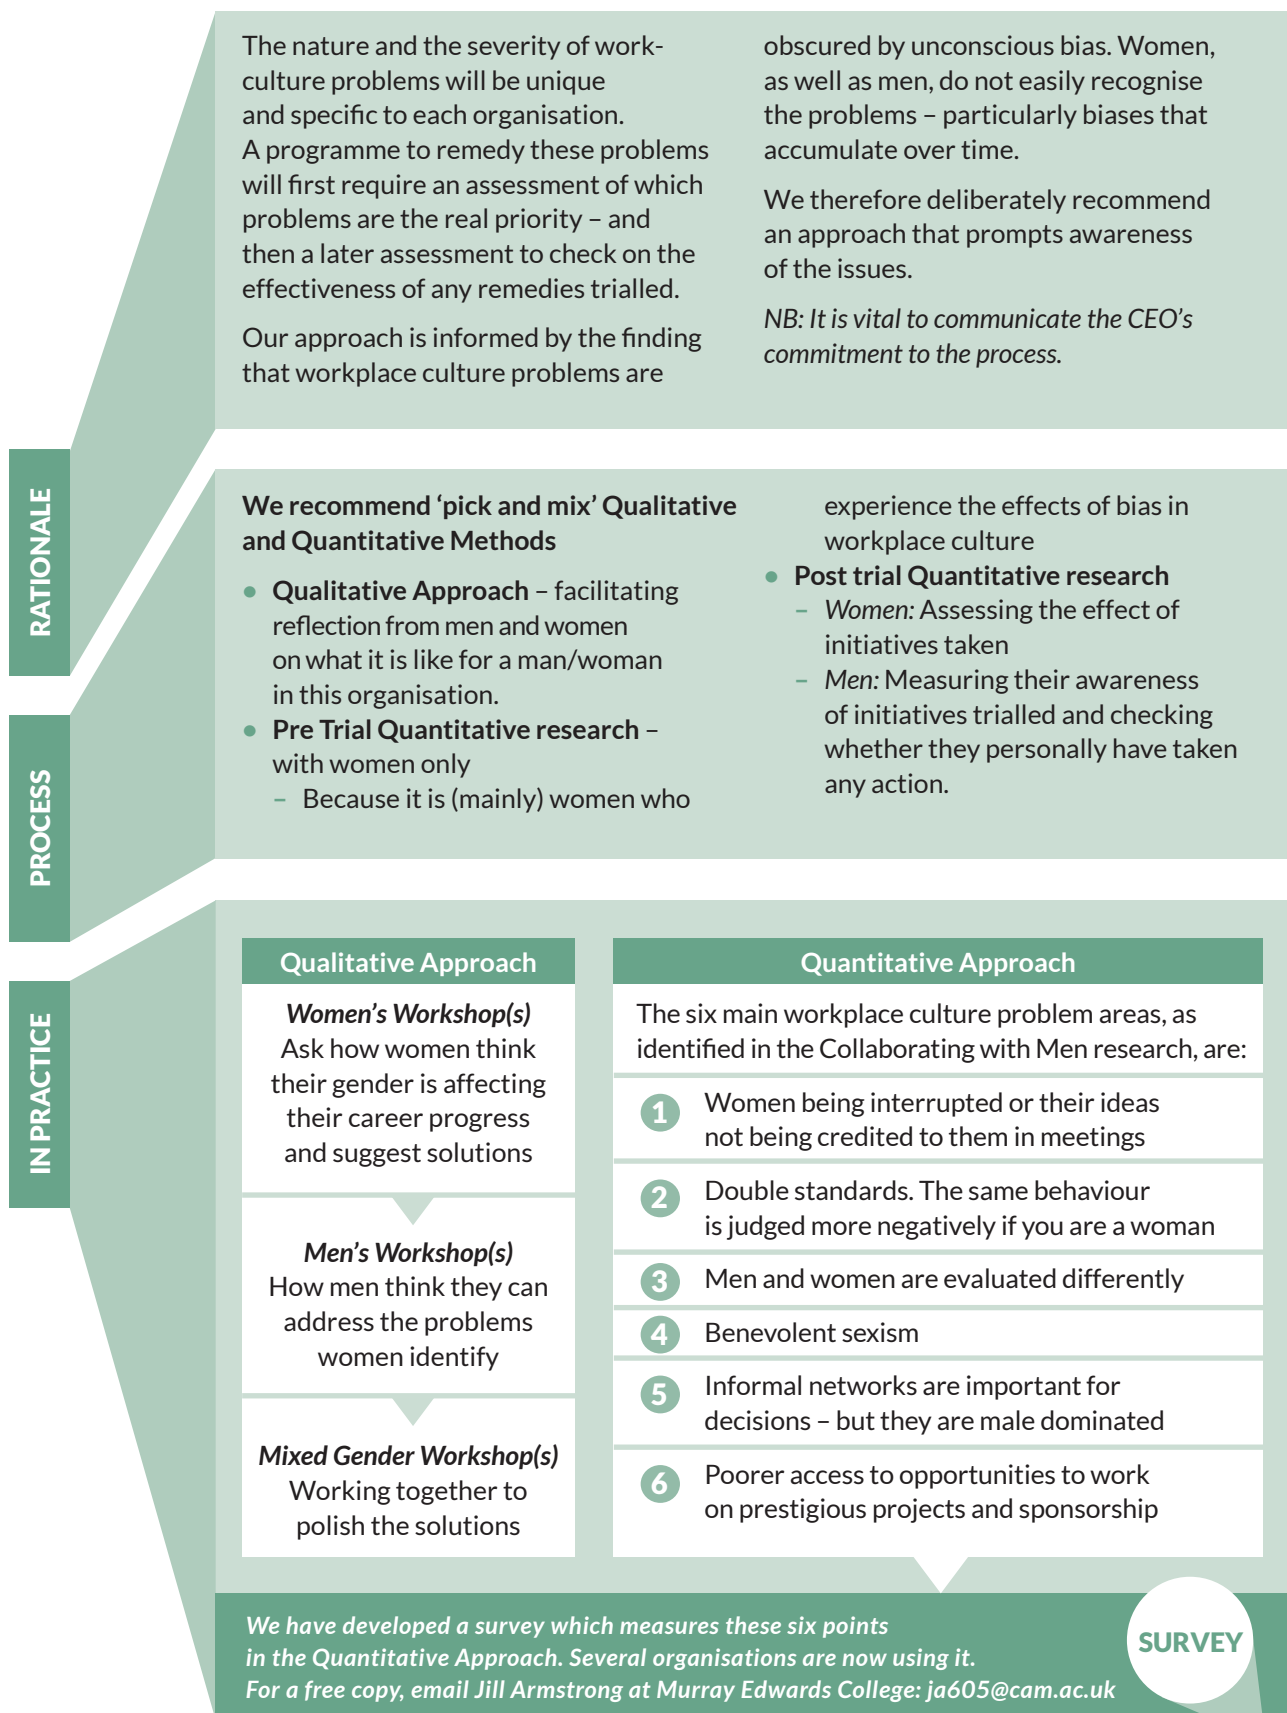 The nature and the severity of work-
culture problems will be unique
and specific to each organisation.
A programme to remedy these problems
will first require an assessment of which
problems are the real priority – and
then a later assessment to check on the
effectiveness of any remedies trialled.
Our approach is informed by the finding
that workplace culture problems are
obscured by unconscious bias. Women,
as well as men, do not easily recognise
the problems – particularly biases that
accumulate over time.
We therefore deliberately recommend
an approach that prompts awareness
of the issues.
NB: It is vital to communicate the CEO’s
commitment to the process.
RATIONALE
We recommend ‘pick and mix’ Qualitative
and Quantitative Methods
● Qualitative Approach – facilitating
reflection from men and women
on what it is like for a man/woman
in this organisation.
● Pre Trial Quantitative research –
with women only
– Because it is (mainly) women who
experience the effects of bias in
workplace culture
● Post trial Quantitative research
– Women: Assessing the effect of
initiatives taken
– Men: Measuring their awareness
of initiatives trialled and checking
whether they personally have taken
any action.
PROCESS
IN PRACTICE
Qualitative Approach
Women’s Workshop(s)
Ask how women think
their gender is affecting
their career progress
and suggest solutions
Men’s Workshop(s)
How men think they can
address the problems
women identify
Mixed Gender Workshop(s)
Working together to
polish the solutions
Quantitative Approach
The six main workplace culture problem areas, as
identified in the Collaborating with Men research, are:
1 Women being interrupted or their ideas
not being credited to them in meetings
2 Double standards. The same behaviour
is judged more negatively if you are a woman
3 Men and women are evaluated differently
4 Benevolent sexism
5 Informal networks are important for
decisions – but they are male dominated
6 Poorer access to opportunities to work
on prestigious projects and sponsorship
We have developed a survey which measures these six points
in the Quantitative Approach. Several organisations are now using it.
For a free copy, email Jill Armstrong at Murray Edwards College: ja605@cam.ac.uk
SURVEY